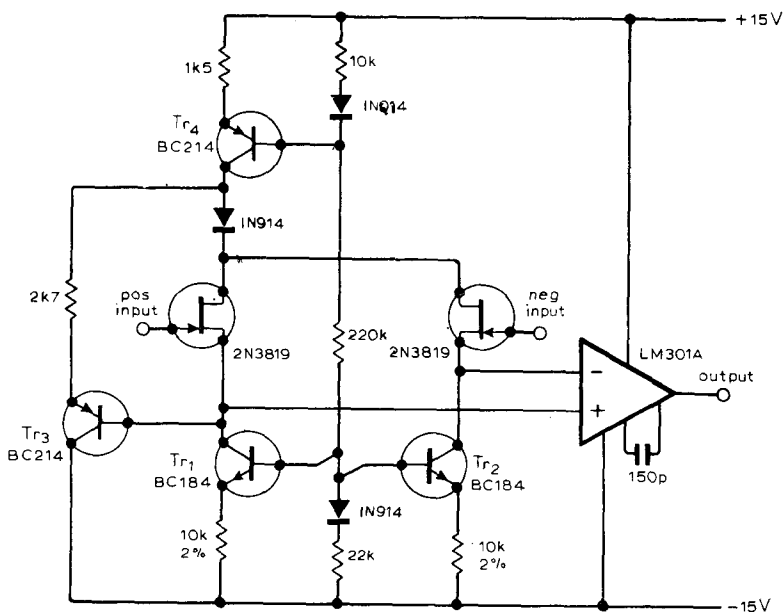 +15V
1k5
10k
IN914
Tr4
BC214
IN914
2k7
pos
input
neg
input
220k
2N3819
2N3819
LM301A
output
−
+
Tr3
BC214
Tr1
BC184
Tr2
BC184
150p
IN914
10k
2%
22k
10k
2%
−15V